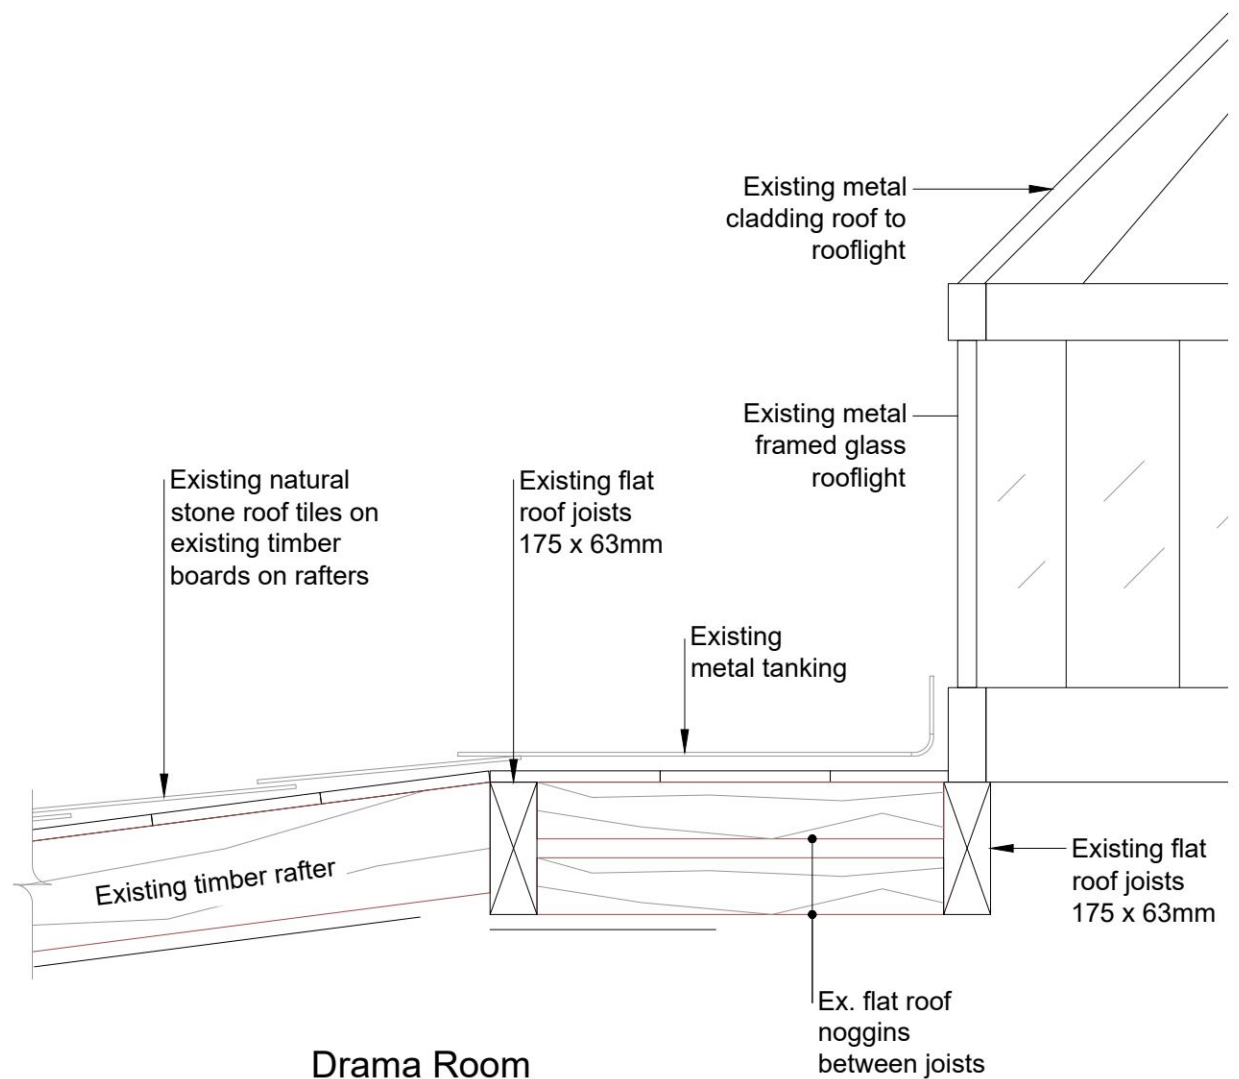 Existing metal
cladding roof to
rooflight
Existing metal
framed glass
rooflight
Existing natural
stone roof tiles on
existing timber
boards on rafters
Existing flat
roof joists
175 x 63mm
Existing
metal tanking
Existing timber rafter
Existing flat
roof joists
175 x 63mm
Ex. flat roof
noggins
between joists
Drama Room